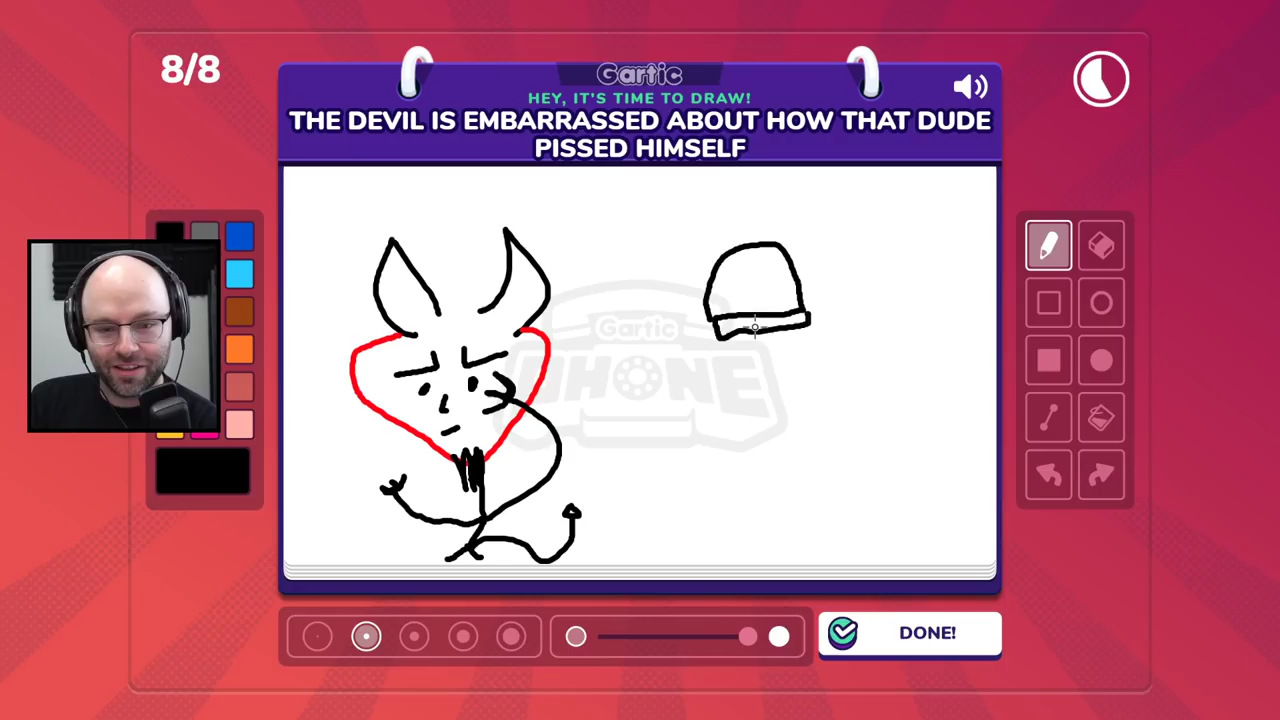 8/8
Gartic
HEY, IT'S TIME TO DRAW!
THE DEVIL IS EMBARRASSED ABOUT HOW THAT DUDE
PISSED HIMSELF
Gartic
PHONE
DONE!